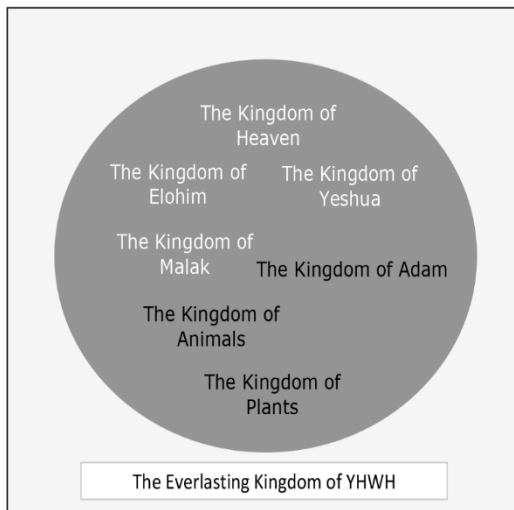 The Kingdom of
Heaven
The Kingdom of
Elohim
The Kingdom of
Yeshua
The Kingdom of
Malak
The Kingdom of Adam
The Kingdom of
Animals
The Kingdom of
Plants
The Everlasting Kingdom of YHWH